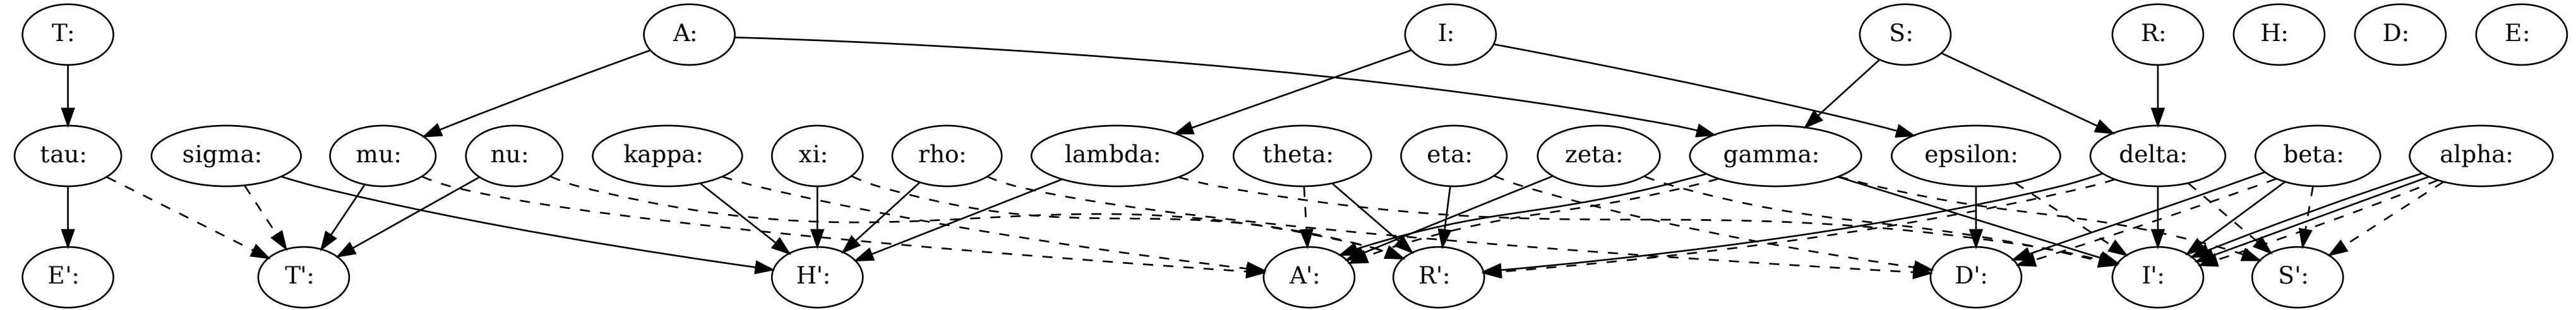 T: A: I: S: R: H: D: E:
tau: sigma: mu: nu: kappa: xi: rho: lambda: theta: eta: zeta: gamma: epsilon: delta: beta: alpha:
E': T': H': A': R': D': I': S':